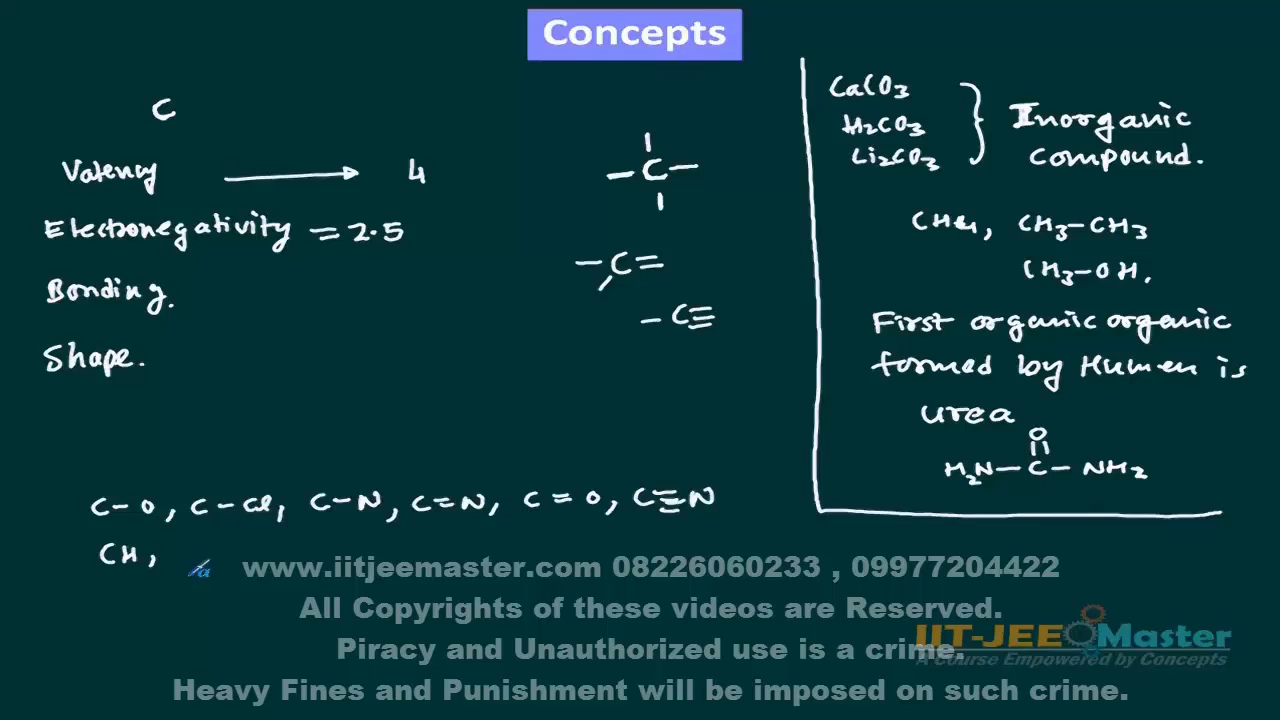 Concepts
C
Valency → 4
Electronegativity = 2.5
Bonding.
Shape.
-C-
-C=
-C≡
C-O, C-Cl, C-N, C=N, C=O, C≡N
CH,
CaCO3
H2CO3
Li2CO3
Inorganic
compound.
CH4, CH3-CH3
CH3-OH,
First organic organic
formed by Human is
urea
O
H2N-C-NH2
www.iitjeemaster.com 08226060233 , 09977204422
All Copyrights of these videos are Reserved.
Piracy and Unauthorized use is a crime.
Heavy Fines and Punishment will be imposed on such crime.
IIT-JEE Master
A Course Empowered by Concepts